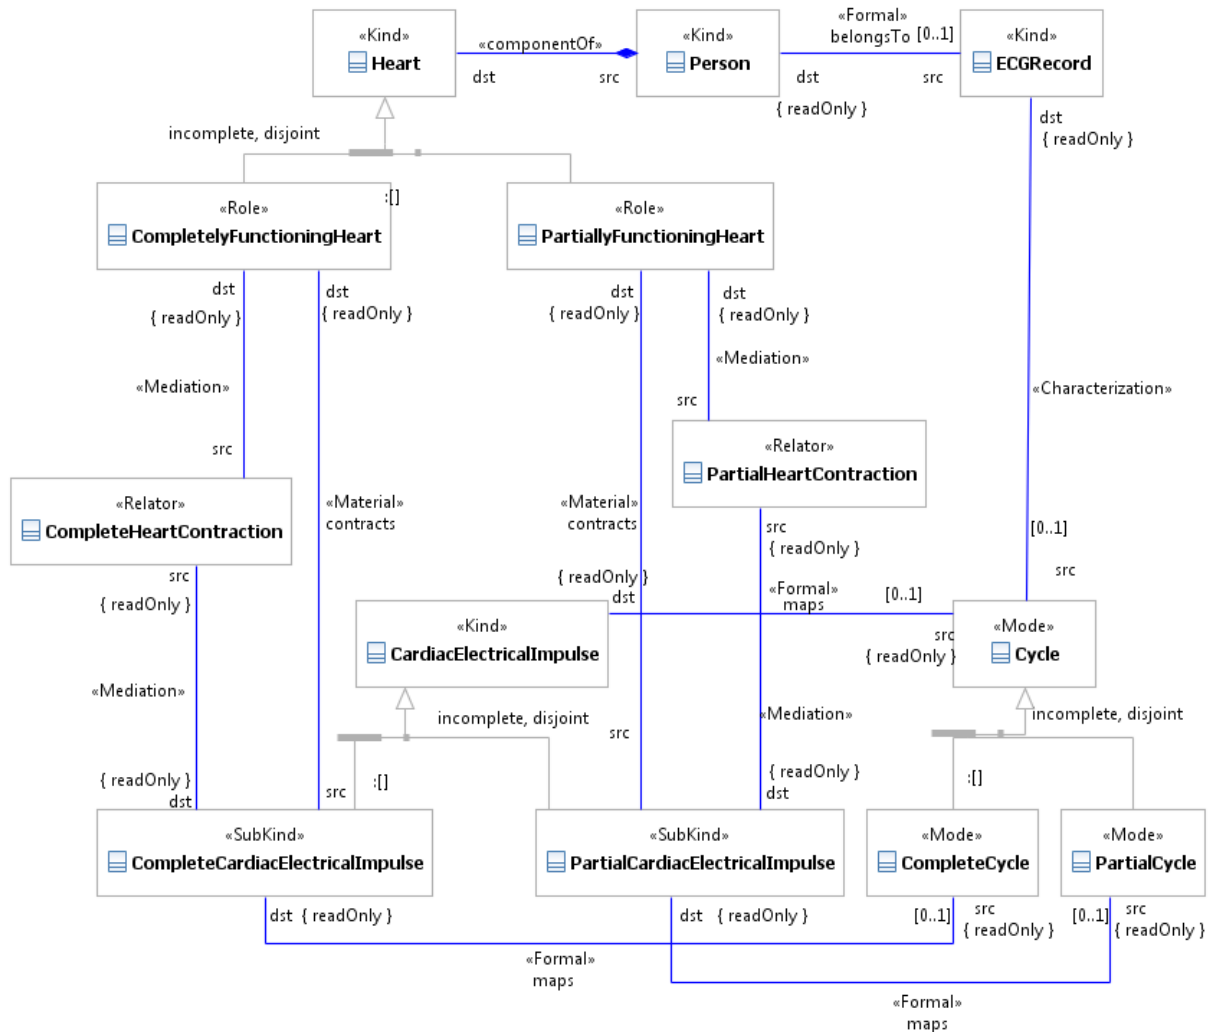 «Kind»
Heart
«componentOf»
dst
src
«Kind»
Person
«Formal»
belongsTo
[0..1]
dst
src
{ readOnly }
«Kind»
ECGRecord
dst
{ readOnly }
incomplete, disjoint
:[]
«Role»
CompletelyFunctioningHeart
«Role»
PartiallyFunctioningHeart
dst
{ readOnly }
dst
{ readOnly }
dst
{ readOnly }
dst
{ readOnly }
«Mediation»
«Mediation»
«Characterization»
src
src
«Relator»
PartialHeartContraction
«Relator»
CompleteHeartContraction
«Material»
contracts
«Material»
contracts
src
{ readOnly }
[0..1]
src
src
{ readOnly }
{ readOnly }
dst
«Formal»
maps
[0..1]
src
{ readOnly }
«Kind»
CardiacElectricalImpulse
«Mode»
Cycle
«Mediation»
incomplete, disjoint
src
«Mediation»
incomplete, disjoint
{ readOnly }
dst
src
:[]
{ readOnly }
dst
:[]
«SubKind»
CompleteCardiacElectricalImpulse
«SubKind»
PartialCardiacElectricalImpulse
«Mode»
CompleteCycle
«Mode»
PartialCycle
dst { readOnly }
dst { readOnly }
[0..1]
src
{ readOnly }
[0..1]
src
{ readOnly }
«Formal»
maps
«Formal»
maps